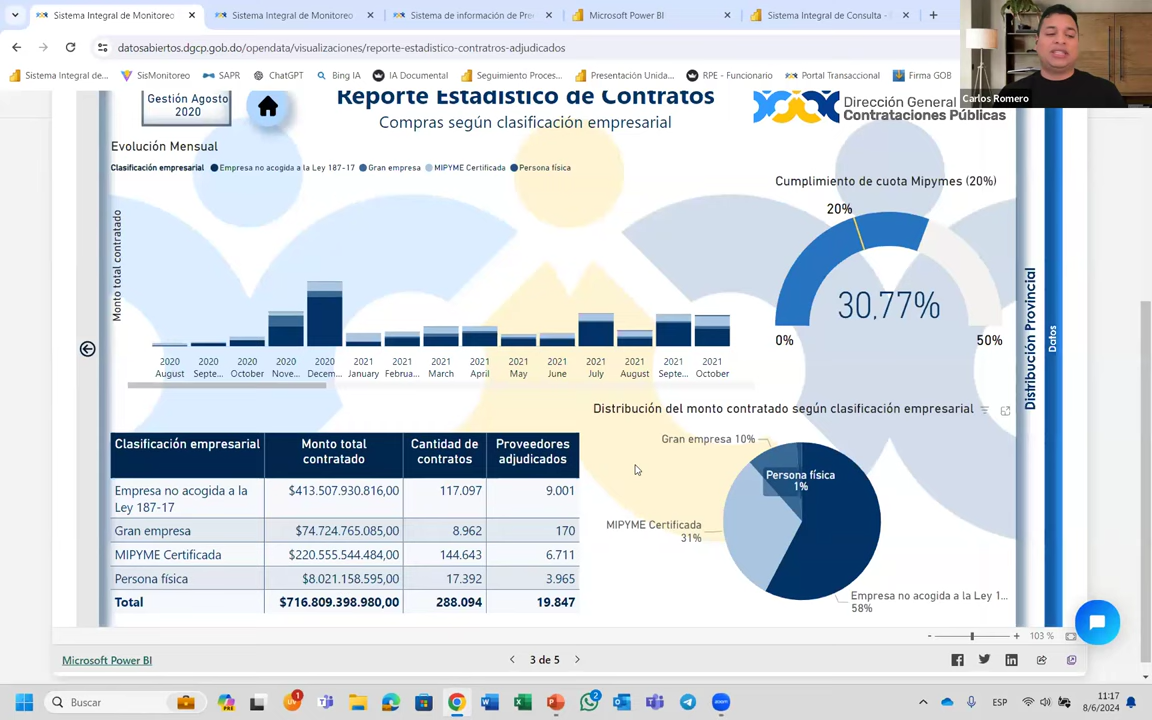 Sistema Integral de Monitoreo
Sistema Integral de Monitoreo
Sistema de información de Pre
Microsoft Power BI
Sistema Integral de Consulta -
datosabiertos.dgcp.gob.do/opendata/visualizaciones/reporte-estadistico-contratros-adjudicados
Sistema Integral de...
SisMonitoreo
SAPR
ChatGPT
Bing IA
IA Documental
Seguimiento Proces...
Presentación Unida...
RPE - Funcionario
Portal Transaccional
Firma GOB
Carlos Romero
Gestión Agosto
2020
Reporte Estadístico de Contratos
Compras según clasificación empresarial
Dirección General
Contrataciones Públicas
Evolución Mensual
Clasificación empresarial
Empresa no acogida a la Ley 187-17
Gran empresa
MIPYME Certificada
Persona física
Monto total contratado
2020 August
2020 Septe...
2020 October
2020 Nove...
2020 Decem...
2021 January
2021 Februa...
2021 March
2021 April
2021 May
2021 June
2021 July
2021 August
2021 Septe...
2021 October
Cumplimiento de cuota Mipymes (20%)
20%
30,77%
0%
50%
Distribución Provincial
Datos
Clasificación empresarial Monto total contratado Cantidad de contratos Proveedores adjudicados
Empresa no acogida a la Ley 187-17 $413.507.930.816,00 117.097 9.001
Gran empresa $74.724.765.085,00 8.962 170
MIPYME Certificada $220.555.544.484,00 144.643 6.711
Persona física $8.021.158.595,00 17.392 3.965
Total $716.809.398.980,00 288.094 19.847
Distribución del monto contratado según clasificación empresarial
Gran empresa 10%
Persona física
1%
MIPYME Certificada
31%
Empresa no acogida a la Ley 1...
58%
- + 103 %
Microsoft Power BI
3 de 5
Buscar
1
2
zoom
ESP
11:17
8/6/2024